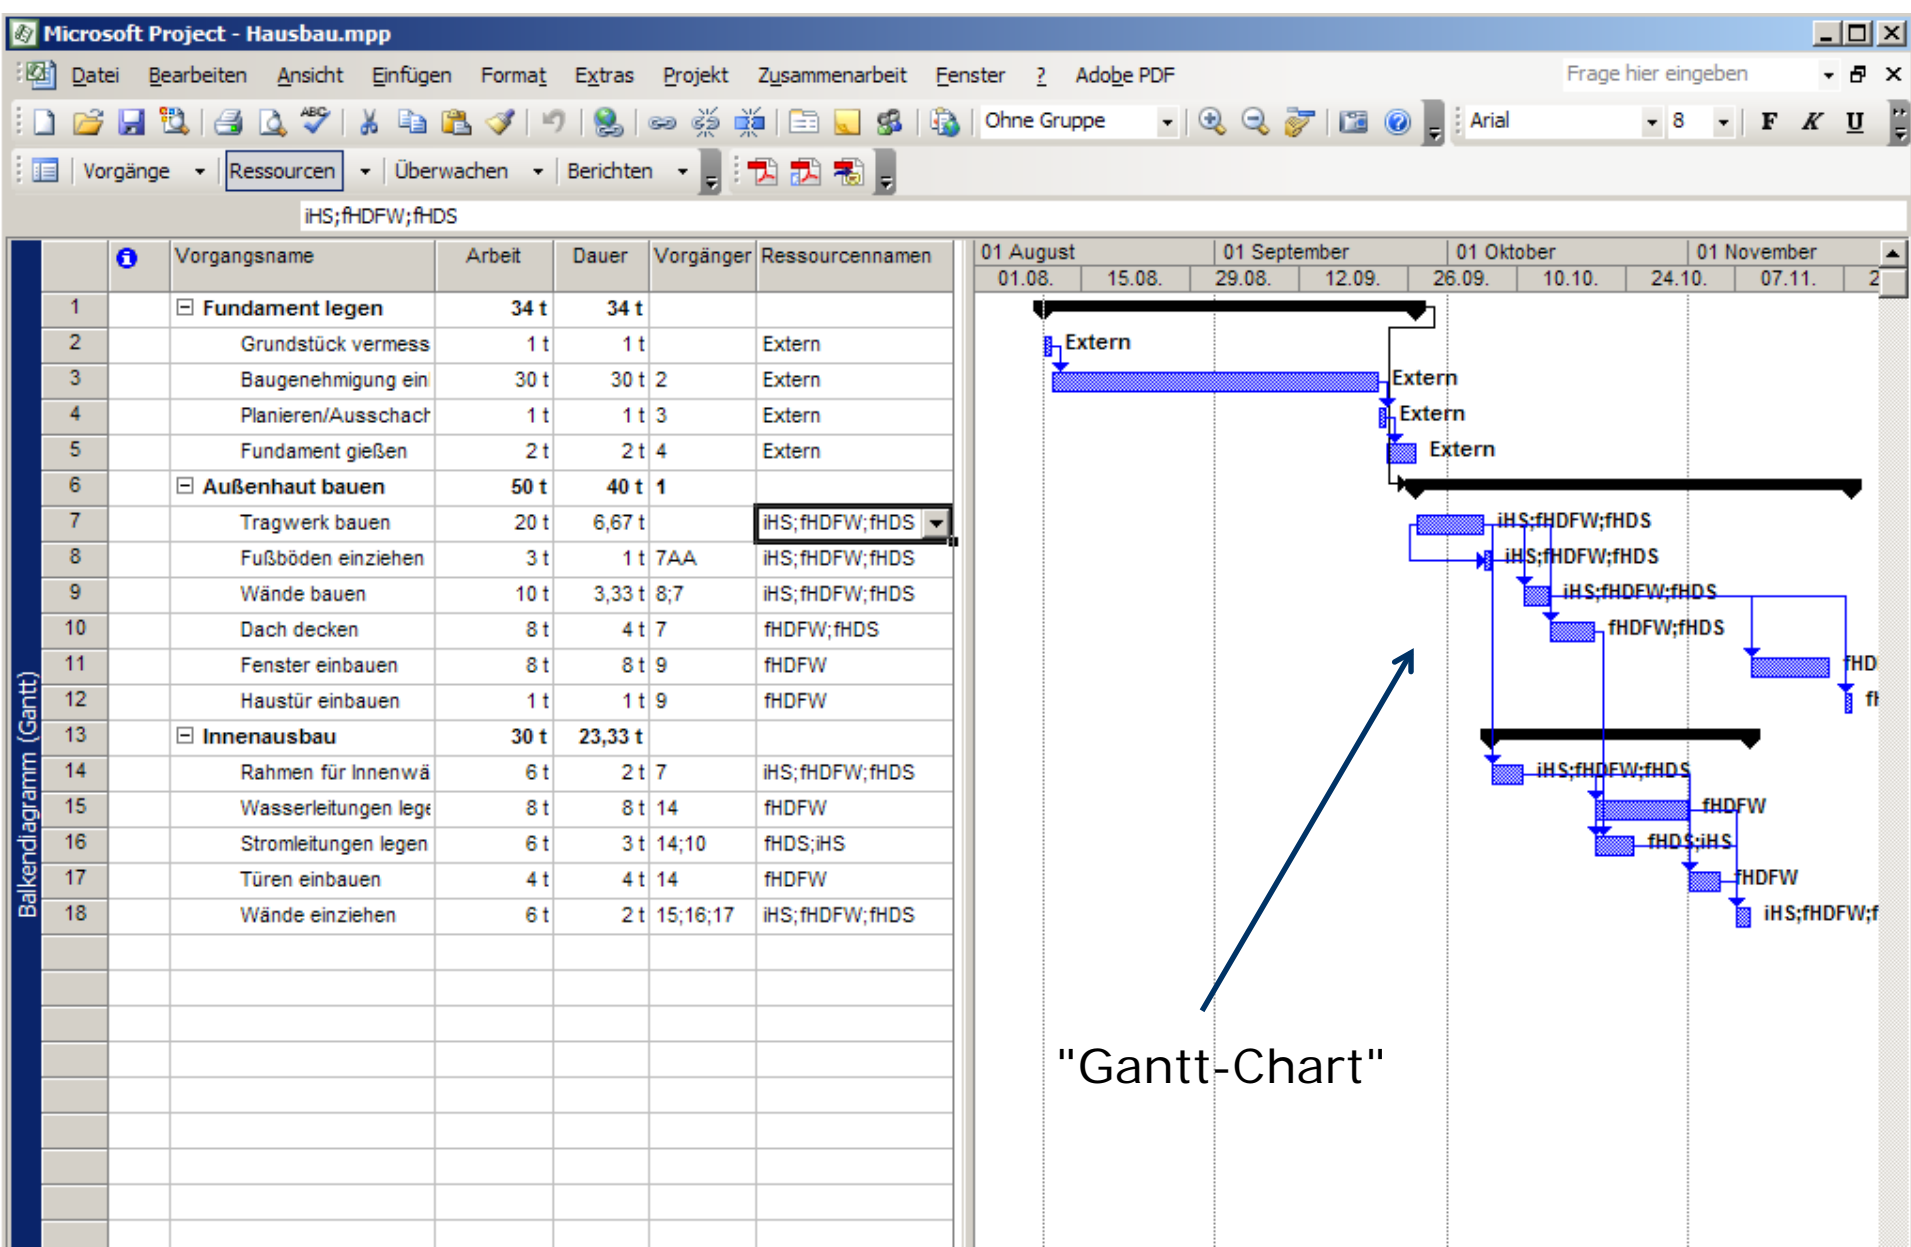 Microsoft Project - Hausbau.mpp
Datei Bearbeiten Ansicht Einfügen Format Extras Projekt Zusammenarbeit Fenster ? Adobe PDF Frage hier eingeben
ABC Ohne Gruppe Arial 8 F K U
Vorgänge Ressourcen Überwachen Berichten
iHS;fHDFW;fHDS
Vorgangsname Arbeit Dauer Vorgänger Ressourcennamen
1 Fundament legen 34 t 34 t
2 Grundstück vermess 1 t 1 t Extern
3 Baugenehmigung ein 30 t 30 t 2 Extern
4 Planieren/Ausschach 1 t 1 t 3 Extern
5 Fundament gießen 2 t 2 t 4 Extern
6 Außenhaut bauen 50 t 40 t 1
7 Tragwerk bauen 20 t 6,67 t iHS;fHDFW;fHDS
8 Fußböden einziehen 3 t 1 t 7AA iHS;fHDFW;fHDS
9 Wände bauen 10 t 3,33 t 8;7 iHS;fHDFW;fHDS
10 Dach decken 8 t 4 t 7 fHDFW;fHDS
11 Fenster einbauen 8 t 8 t 9 fHDFW
12 Haustür einbauen 1 t 1 t 9 fHDFW
13 Innenausbau 30 t 23,33 t
14 Rahmen für Innenwä 6 t 2 t 7 iHS;fHDFW;fHDS
15 Wasserleitungen lege 8 t 8 t 14 fHDFW
16 Stromleitungen legen 6 t 3 t 14;10 fHDS;iHS
17 Türen einbauen 4 t 4 t 14 fHDFW
18 Wände einziehen 6 t 2 t 15;16;17 iHS;fHDFW;fHDS
Balkendiagramm (Gantt)
01 August 01 September 01 Oktober 01 November
01.08. 15.08. 29.08. 12.09. 26.09. 10.10. 24.10. 07.11. 2
Extern
Extern
Extern
Extern
iHS;fHDFW;fHDS
iHS;fHDFW;fHDS
iHS;fHDFW;fHDS
fHDFW;fHDS
fHD
fH
iHS;fHDFW;fHDS
fHDFW
fHDS;iHS
fHDFW
iHS;fHDFW;f
"Gantt-Chart"